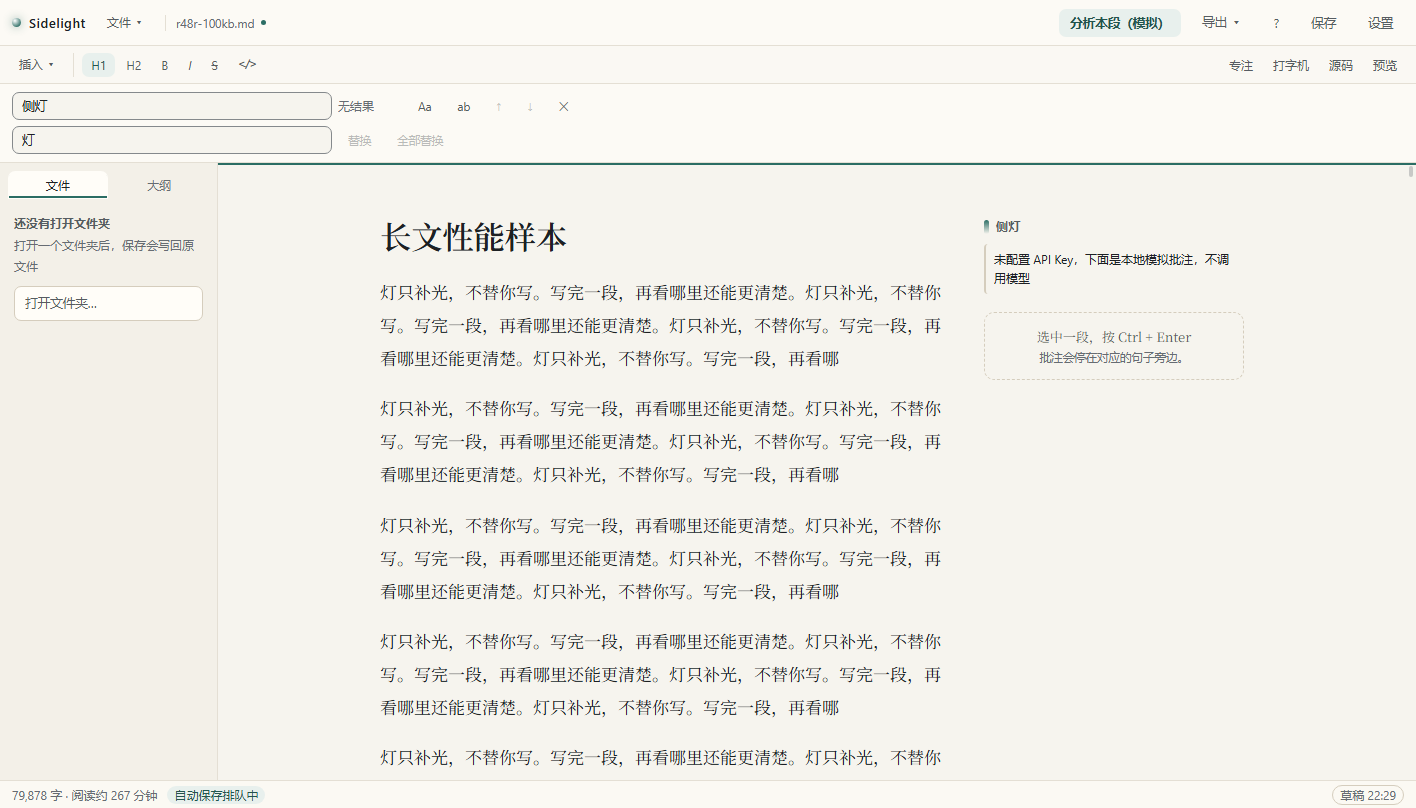 Sidelight 文件 r48r-100kb.md 分析本段（模拟） 导出 ? 保存 设置
插入 H1 H2 B I S </> 专注 打字机 源码 预览
侧灯 无结果 Aa ab ↑ ↓ ×
灯 替换 全部替换
文件 大纲
还没有打开文件夹
打开一个文件夹后，保存会写回原
文件
打开文件夹...
长文性能样本
灯只补光，不替你写。写完一段，再看哪里还能更清楚。灯只补光，不替你
写。写完一段，再看哪里还能更清楚。灯只补光，不替你写。写完一段，再
看哪里还能更清楚。灯只补光，不替你写。写完一段，再看哪
灯只补光，不替你写。写完一段，再看哪里还能更清楚。灯只补光，不替你
写。写完一段，再看哪里还能更清楚。灯只补光，不替你写。写完一段，再
看哪里还能更清楚。灯只补光，不替你写。写完一段，再看哪
灯只补光，不替你写。写完一段，再看哪里还能更清楚。灯只补光，不替你
写。写完一段，再看哪里还能更清楚。灯只补光，不替你写。写完一段，再
看哪里还能更清楚。灯只补光，不替你写。写完一段，再看哪
灯只补光，不替你写。写完一段，再看哪里还能更清楚。灯只补光，不替你
写。写完一段，再看哪里还能更清楚。灯只补光，不替你写。写完一段，再
看哪里还能更清楚。灯只补光，不替你写。写完一段，再看哪
灯只补光，不替你写。写完一段，再看哪里还能更清楚。灯只补光，不替你
侧灯
未配置 API Key，下面是本地模拟批注，不调
用模型
选中一段，按 Ctrl + Enter
批注会停在对应的句子旁边。
79,878 字 · 阅读约 267 分钟 自动保存排队中 草稿 22:29